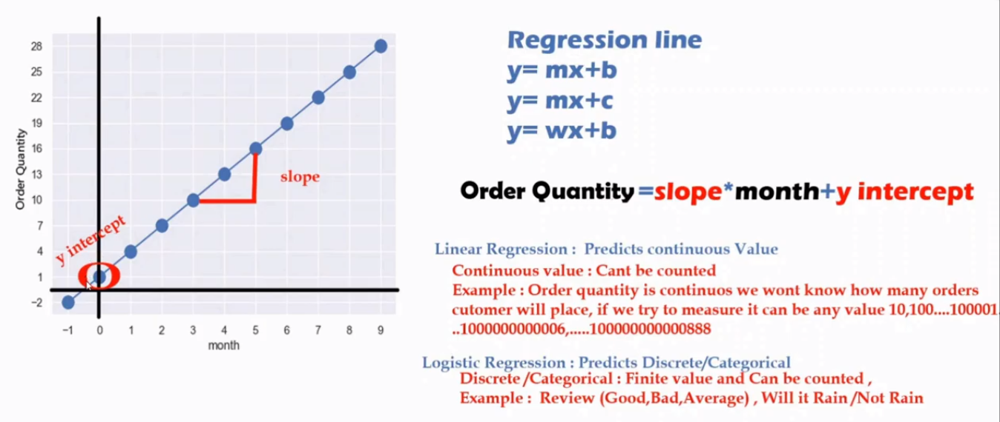 Regression line
y= mx+b
y= mx+c
y= wx+b
Order Quantity =slope*month+y intercept
Linear Regression : Predicts continuous Value
Continuous value : Cant be counted
Example : Order quantity is continuos we wont know how many orders
cutomer will place, if we try to measure it can be any value 10,100....100001.
..1000000000006,.....100000000000888
Logistic Regression : Predicts Discrete/Categorical
Discrete /Categorical : Finite value and Can be counted ,
Example :  Review (Good,Bad,Average) , Will it Rain /Not Rain
Order Quantity
28
25
22
19
16
13
10
7
4
1
−2
slope
y intercept
−1 0 1 2 3 4 5 6 7 8 9
month